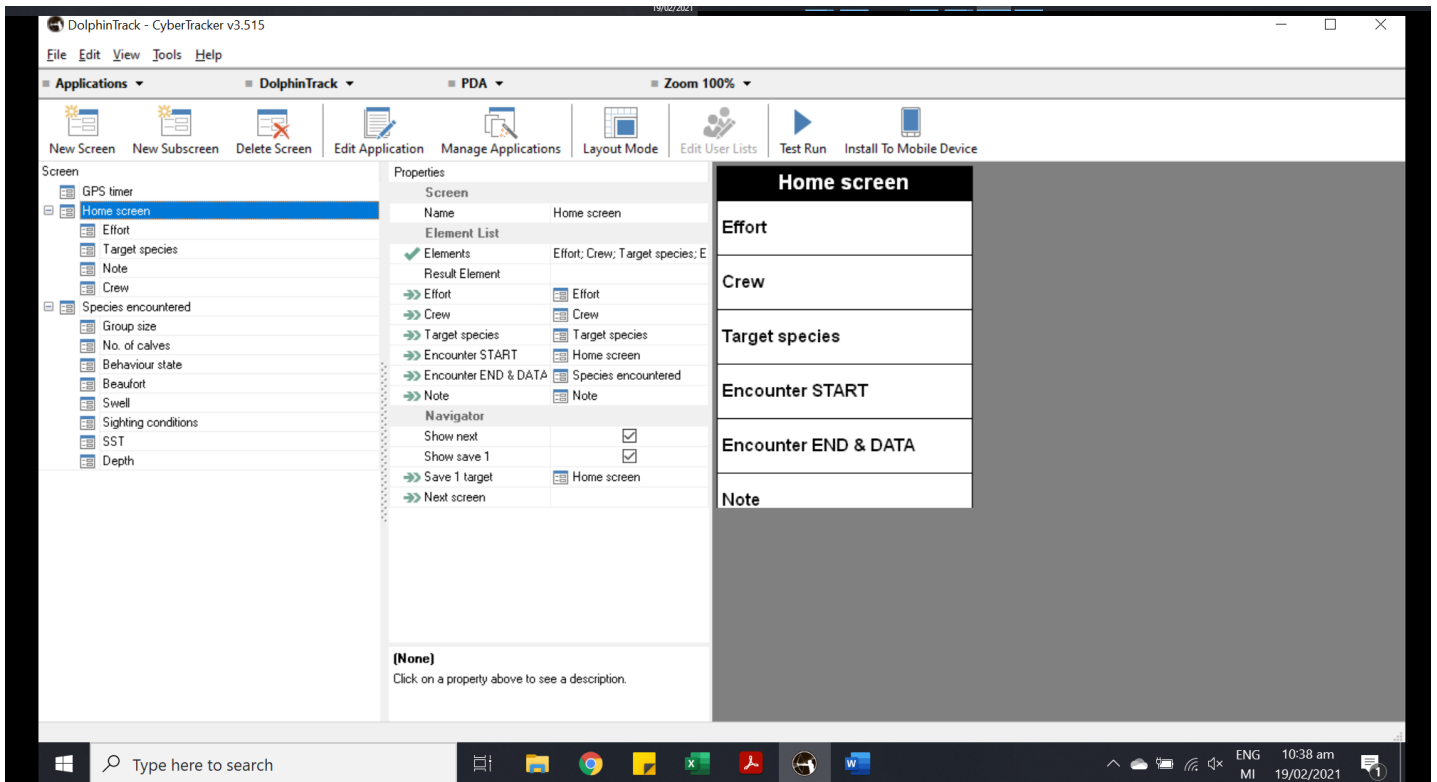 19/02/2021
DolphinTrack - CyberTracker v3.515
File Edit View Tools Help
Applications DolphinTrack PDA Zoom 100%
New Screen New Subscreen Delete Screen Edit Application Manage Applications Layout Mode Edit User Lists Test Run Install To Mobile Device
Screen
GPS timer
Home screen
Effort
Target species
Note
Crew
Species encountered
Group size
No. of calves
Behaviour state
Beaufort
Swell
Sighting conditions
SST
Depth
Properties
Screen
Name Home screen
Element List
Elements Effort; Crew; Target species; E
Result Element
Effort Effort
Crew Crew
Target species Target species
Encounter START Home screen
Encounter END & DATA Species encountered
Note Note
Navigator
Show next
Show save 1
Save 1 target Home screen
Next screen
(None)
Click on a property above to see a description.
Home screen
Effort
Crew
Target species
Encounter START
Encounter END & DATA
Note
Type here to search
ENG
MI
10:38 am
19/02/2021
1